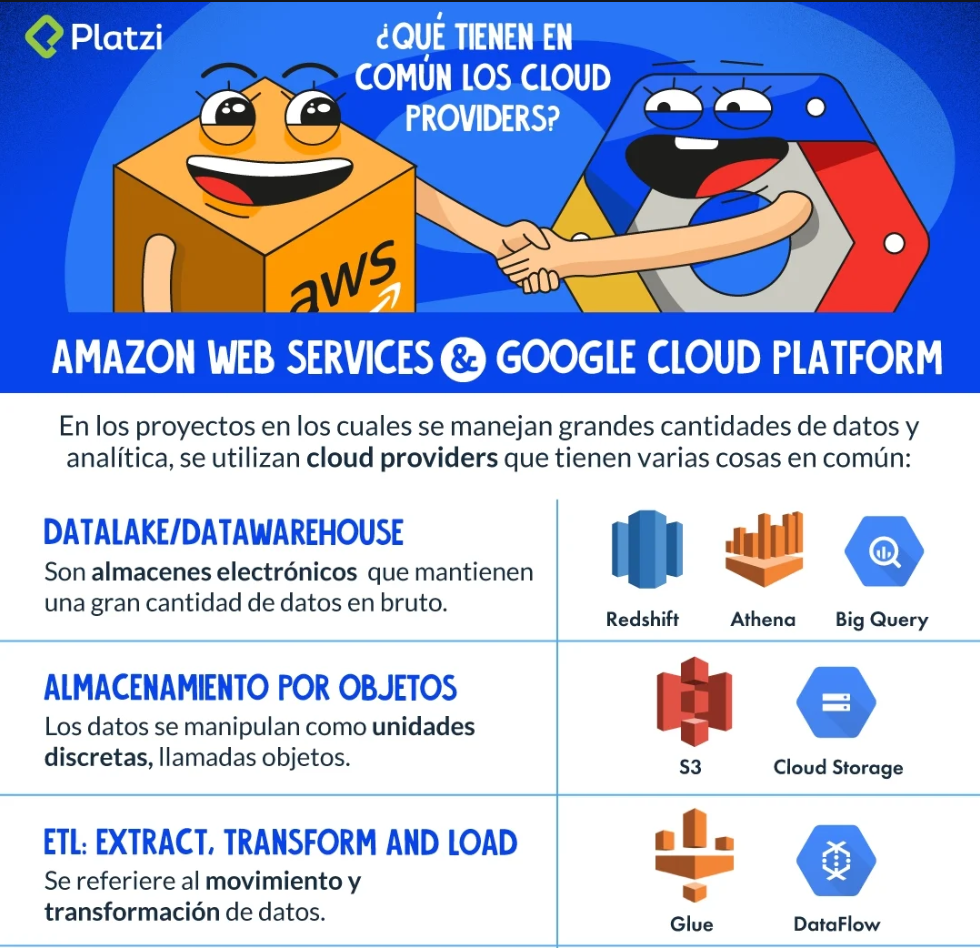 Platzi
¿QUÉ TIENEN EN
COMÚN LOS CLOUD
PROVIDERS?
aws
AMAZON WEB SERVICES & GOOGLE CLOUD PLATFORM
En los proyectos en los cuales se manejan grandes cantidades de datos y
analítica, se utilizan cloud providers que tienen varias cosas en común:
DATALAKE/DATAWAREHOUSE
Son almacenes electrónicos que mantienen
una gran cantidad de datos en bruto.
Redshift Athena Big Query
ALMACENAMIENTO POR OBJETOS
Los datos se manipulan como unidades
discretas, llamadas objetos.
S3 Cloud Storage
ETL: EXTRACT, TRANSFORM AND LOAD
Se referiere al movimiento y
transformación de datos.
Glue DataFlow